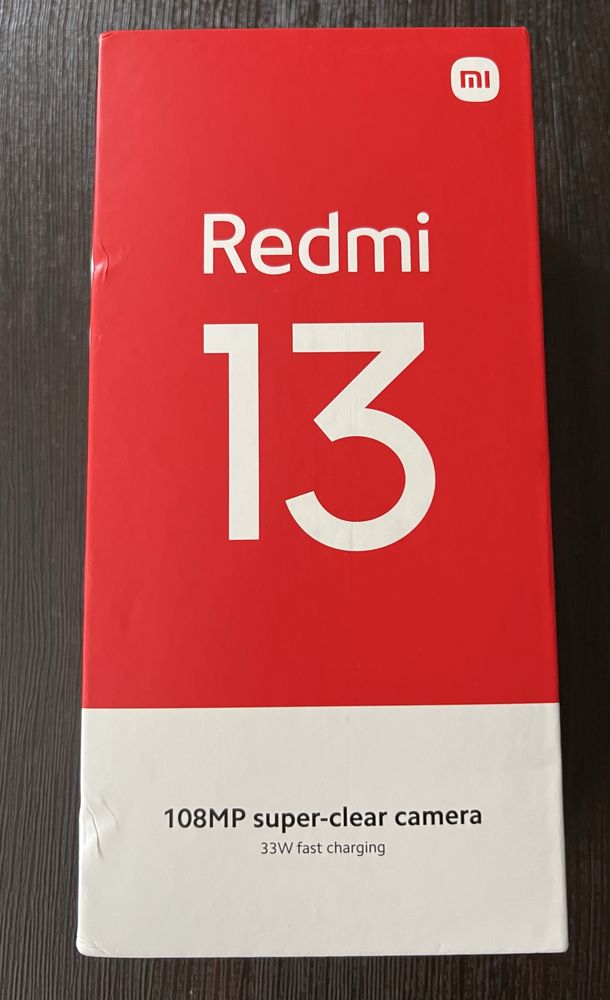 mi
Redmi
13
108MP super-clear camera
33W fast charging